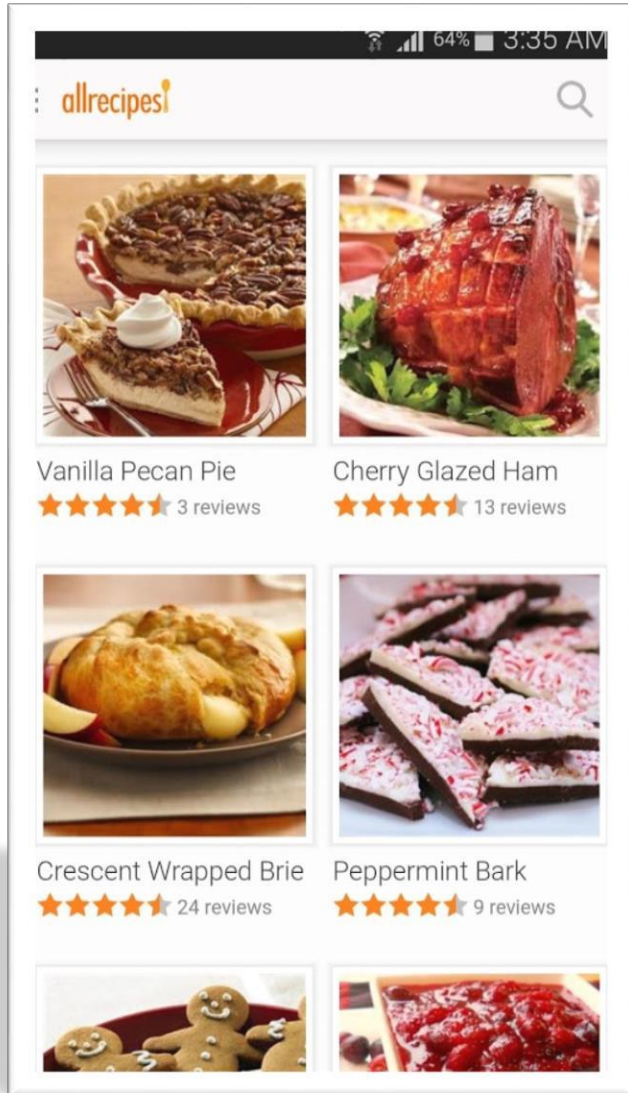 64% 3:35 AM
allrecipes
Vanilla Pecan Pie
3 reviews
Cherry Glazed Ham
13 reviews
Crescent Wrapped Brie
24 reviews
Peppermint Bark
9 reviews